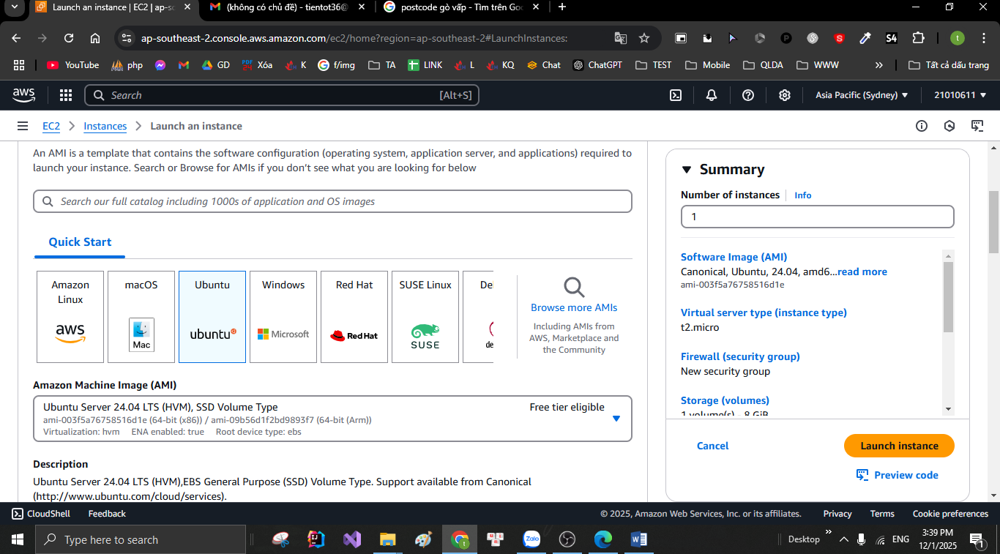 Launch an instance | EC2 | ap-so
(không có chủ đề) - tientot36@
postcode gò vấp - Tìm trên Goo
ap-southeast-2.console.aws.amazon.com/ec2/home?region=ap-southeast-2#LaunchInstances:
S4
t
YouTube
php
GD
PDF
Xóa
K
f/img
TA
LINK
L
KQ
Chat
ChatGPT
TEST
Mobile
QLDA
WWW
»
Tất cả dấu trang
aws
Search
[Alt+S]
Asia Pacific (Sydney)
21010611
EC2
Instances
Launch an instance
An AMI is a template that contains the software configuration (operating system, application server, and applications) required to
launch your instance. Search or Browse for AMIs if you don’t see what you are looking for below
Search our full catalog including 1000s of application and OS images
Quick Start
Amazon
Linux
aws
macOS
Mac
Ubuntu
ubuntu
Windows
Microsoft
Red Hat
Red Hat
SUSE Linux
SUSE
De
de
Browse more AMIs
Including AMIs from
AWS, Marketplace and
the Community
Amazon Machine Image (AMI)
Ubuntu Server 24.04 LTS (HVM), SSD Volume Type
Free tier eligible
ami-003f5a76758516d1e (64-bit (x86)) / ami-09b56d1f2bd9893f7 (64-bit (Arm))
Virtualization: hvm ENA enabled: true Root device type: ebs
Description
Ubuntu Server 24.04 LTS (HVM),EBS General Purpose (SSD) Volume Type. Support available from Canonical
(http://www.ubuntu.com/cloud/services).
Summary
Number of instances
Info
1
Software Image (AMI)
Canonical, Ubuntu, 24.04, amd6...read more
ami-003f5a76758516d1e
Virtual server type (instance type)
t2.micro
Firewall (security group)
New security group
Storage (volumes)
1 volume(s) - 8 GiB
Cancel
Launch instance
Preview code
CloudShell
Feedback
© 2025, Amazon Web Services, Inc. or its affiliates.
Privacy
Terms
Cookie preferences
Type here to search
Zalo
Desktop
»
ENG
3:39 PM
12/1/2025
1